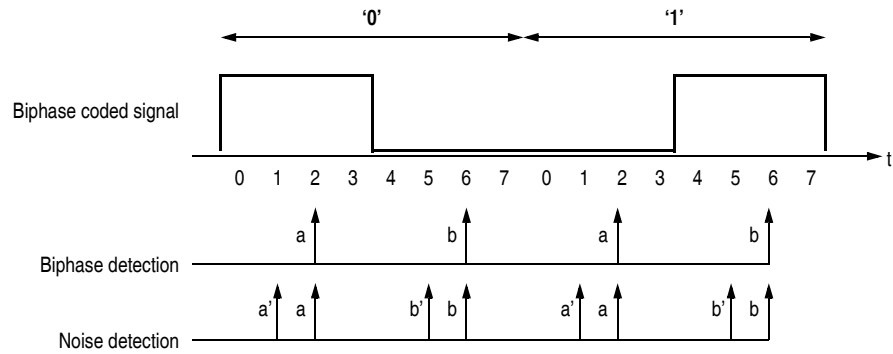 ‘0’ ‘1’
Biphase coded signal
t
0 1 2 3 4 5 6 7 0 1 2 3 4 5 6 7
a b a b
Biphase detection
a’ a b’ b a’ a b’ b
Noise detection